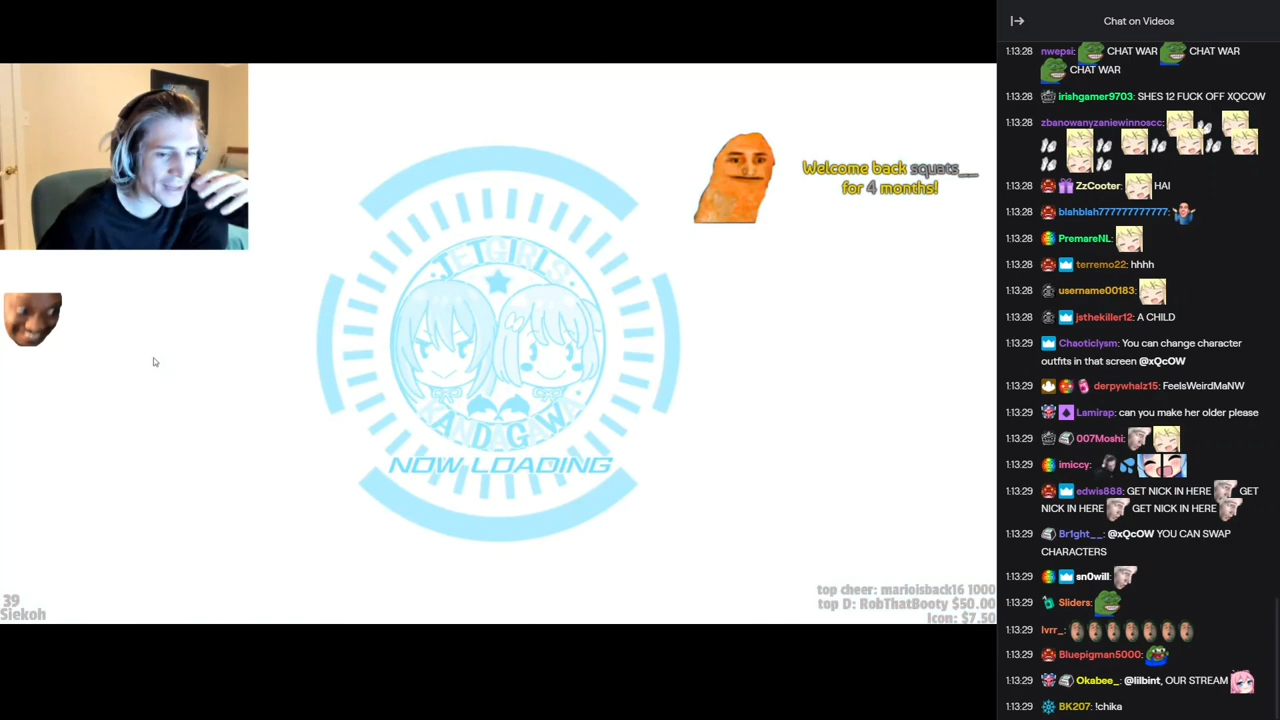 Chat on Videos
1:13:28 nwepsi: CHAT WAR CHAT WAR
CHAT WAR
1:13:28 irishgamer9703: SHES 12 FUCK OFF XQCOW
1:13:28 zbanowanyzaniewinnoscc:
1:13:28 ZzCooter: HAI
1:13:28 blahblah777777777777:
1:13:28 PremareNL:
1:13:28 terremo22: hhhh
1:13:28 username00183:
1:13:28 jsthekiller12: A CHILD
1:13:29 Chaoticlysm: You can change character
outfits in that screen @xQcOW
1:13:29 derpywhalz15: FeelsWeirdMaNW
1:13:29 Lamirap: can you make her older please
1:13:29 007Moshi:
1:13:29 imiccy:
1:13:29 edwis888: GET NICK IN HERE GET
NICK IN HERE GET NICK IN HERE
1:13:29 Br1ght__: @xQcOW YOU CAN SWAP
CHARACTERS
1:13:29 sn0will:
1:13:29 Sliders:
1:13:29 lvrr_:
1:13:29 Bluepigman5000:
1:13:29 Okabee_: @lilbint, OUR STREAM
1:13:29 BK207: !chika
Welcome back squats__
for 4 months!
JETGIRLS
KANDAGAWA
NOW LOADING
39
Siekoh
top cheer: marioisback16 1000
top D: RobThatBooty $50.00
Icon: $7.50